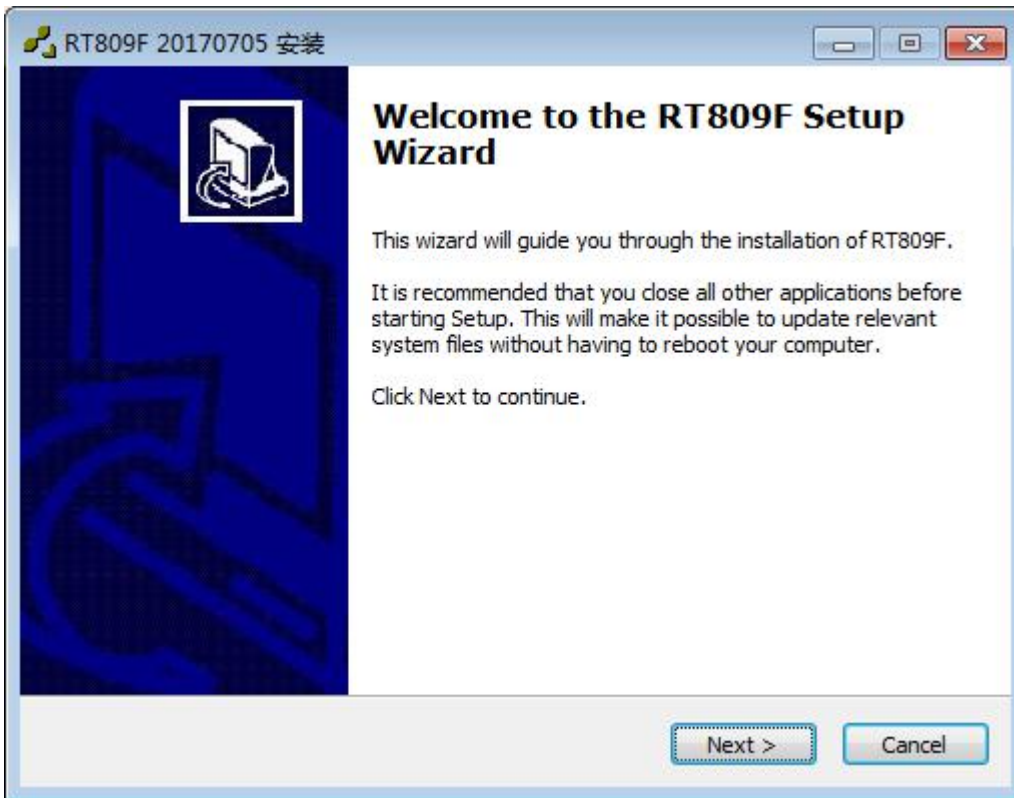 RT809F 20170705 安装
Welcome to the RT809F Setup
Wizard
This wizard will guide you through the installation of RT809F.
It is recommended that you close all other applications before
starting Setup. This will make it possible to update relevant
system files without having to reboot your computer.
Click Next to continue.
Next >
Cancel